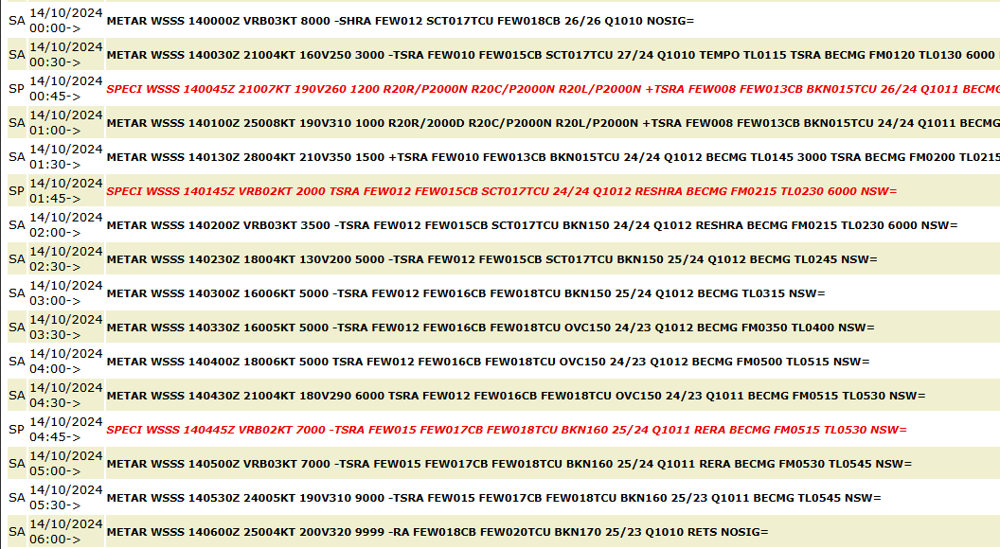 SA 14/10/2024 00:00-> METAR WSSS 140000Z VRB03KT 8000 -SHRA FEW012 SCT017TCU FEW018CB 26/26 Q1010 NOSIG=
SA 14/10/2024 00:30-> METAR WSSS 140030Z 21004KT 160V250 3000 -TSRA FEW010 FEW015CB SCT017TCU 27/24 Q1010 TEMPO TL0115 TSRA BECMG FM0120 TL0130 6000
SP 14/10/2024 00:45-> SPECI WSSS 140045Z 21007KT 190V260 1200 R20R/P2000N R20C/P2000N R20L/P2000N +TSRA FEW008 FEW013CB BKN015TCU 26/24 Q1011 BECMG
SA 14/10/2024 01:00-> METAR WSSS 140100Z 25008KT 190V310 1000 R20R/2000D R20C/P2000N R20L/P2000N +TSRA FEW008 FEW013CB BKN015TCU 24/24 Q1011 BECMG
SA 14/10/2024 01:30-> METAR WSSS 140130Z 28004KT 210V350 1500 +TSRA FEW010 FEW013CB BKN015TCU 24/24 Q1012 BECMG TL0145 3000 TSRA BECMG FM0200 TL0215
SP 14/10/2024 01:45-> SPECI WSSS 140145Z VRB02KT 2000 TSRA FEW012 FEW015CB SCT017TCU 24/24 Q1012 RESHRA BECMG FM0215 TL0230 6000 NSW=
SA 14/10/2024 02:00-> METAR WSSS 140200Z VRB03KT 3500 -TSRA FEW012 FEW015CB SCT017TCU BKN150 24/24 Q1012 RESHRA BECMG FM0215 TL0230 6000 NSW=
SA 14/10/2024 02:30-> METAR WSSS 140230Z 18004KT 130V200 5000 -TSRA FEW012 FEW015CB SCT017TCU BKN150 25/24 Q1012 BECMG TL0245 NSW=
SA 14/10/2024 03:00-> METAR WSSS 140300Z 16006KT 5000 -TSRA FEW012 FEW016CB FEW018TCU BKN150 25/24 Q1012 BECMG TL0315 NSW=
SA 14/10/2024 03:30-> METAR WSSS 140330Z 16005KT 5000 -TSRA FEW012 FEW016CB FEW018TCU OVC150 24/23 Q1012 BECMG FM0350 TL0400 NSW=
SA 14/10/2024 04:00-> METAR WSSS 140400Z 18006KT 5000 TSRA FEW012 FEW016CB FEW018TCU OVC150 24/23 Q1012 BECMG FM0500 TL0515 NSW=
SA 14/10/2024 04:30-> METAR WSSS 140430Z 21004KT 180V290 6000 TSRA FEW012 FEW016CB FEW018TCU OVC150 24/23 Q1011 BECMG FM0515 TL0530 NSW=
SP 14/10/2024 04:45-> SPECI WSSS 140445Z VRB02KT 7000 -TSRA FEW015 FEW017CB FEW018TCU BKN160 25/24 Q1011 RERA BECMG FM0515 TL0530 NSW=
SA 14/10/2024 05:00-> METAR WSSS 140500Z VRB03KT 7000 -TSRA FEW015 FEW017CB FEW018TCU BKN160 25/24 Q1011 RERA BECMG FM0530 TL0545 NSW=
SA 14/10/2024 05:30-> METAR WSSS 140530Z 24005KT 190V310 9000 -TSRA FEW015 FEW017CB FEW018TCU BKN160 25/23 Q1011 BECMG TL0545 NSW=
SA 14/10/2024 06:00-> METAR WSSS 140600Z 25004KT 200V320 9999 -RA FEW018CB FEW020TCU BKN170 25/23 Q1010 RETS NOSIG=